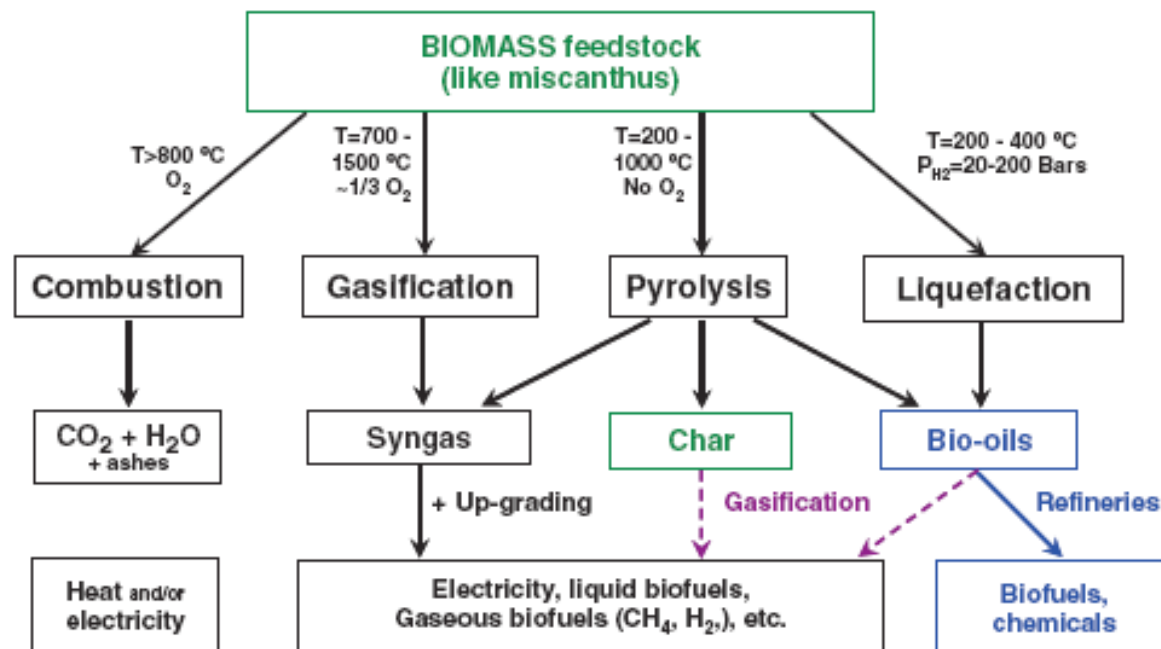 BIOMASS feedstock
(like miscanthus)
T>800 ºC
O₂
T=700 -
1500 ºC
~1/3 O₂
T=200 -
1000 ºC
No O₂
T=200 - 400 ºC
P_H2=20-200 Bars
Combustion
Gasification
Pyrolysis
Liquefaction
CO₂ + H₂O
+ ashes
Syngas
Char
Bio-oils
+ Up-grading
Gasification
Refineries
Heat and/or
electricity
Electricity, liquid biofuels,
Gaseous biofuels (CH₄, H₂,), etc.
Biofuels,
chemicals